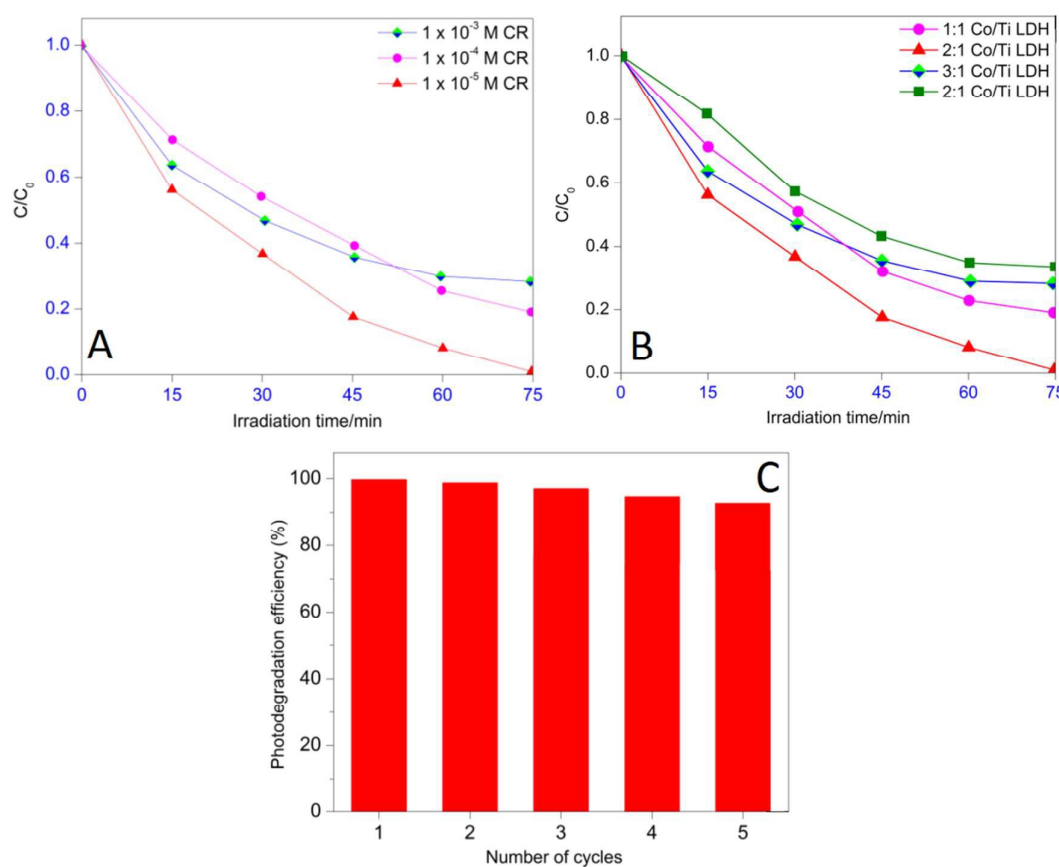 1 x 10⁻³ M CR
1 x 10⁻⁴ M CR
1 x 10⁻⁵ M CR
C/C₀
1.0
0.8
0.6
0.4
0.2
0.0
A
0 15 30 45 60 75
Irradiation time/min
1:1 Co/Ti LDH
2:1 Co/Ti LDH
3:1 Co/Ti LDH
2:1 Co/Ti LDH
C/C₀
1.0
0.8
0.6
0.4
0.2
0.0
B
0 15 30 45 60 75
Irradiation time/min
C
Photodegradation efficiency (%)
100
80
60
40
20
0
1 2 3 4 5
Number of cycles